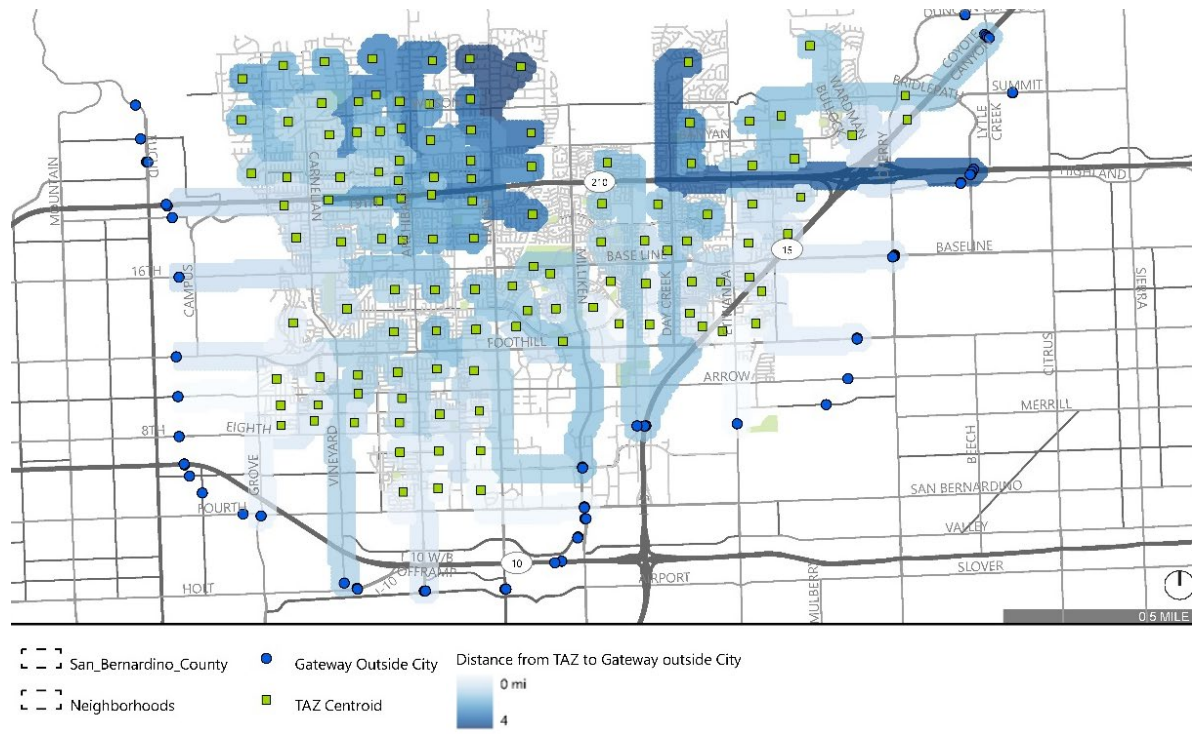 COYOTE
CANYON
BRIDLEPATH
SUMMIT
WARDMAN
BULLOCK
LYTLE
CREEK
CHERRY
EUCLID
MOUNTAIN
CARNELIAN
210
HIGHLAND
19TH
15
BASELINE
BASE LINE
16TH
CAMPUS
MILLIKEN
DAY CREEK
ETIWANDA
SIERRA
FOOTHILL
CITRUS
ARROW
MERRILL
8TH
EIGHTH
BEECH
VINEYARD
GROVE
SAN BERNARDINO
FOURTH
VALLEY
I 10 W/B
OFFRAMP
I-10
10
SLOVER
AIRPORT
HOLT
MULBERRY
0.5 MILE
San_Bernardino_County
Gateway Outside City
Distance from TAZ to Gateway outside City
0 mi
4
Neighborhoods
TAZ Centroid